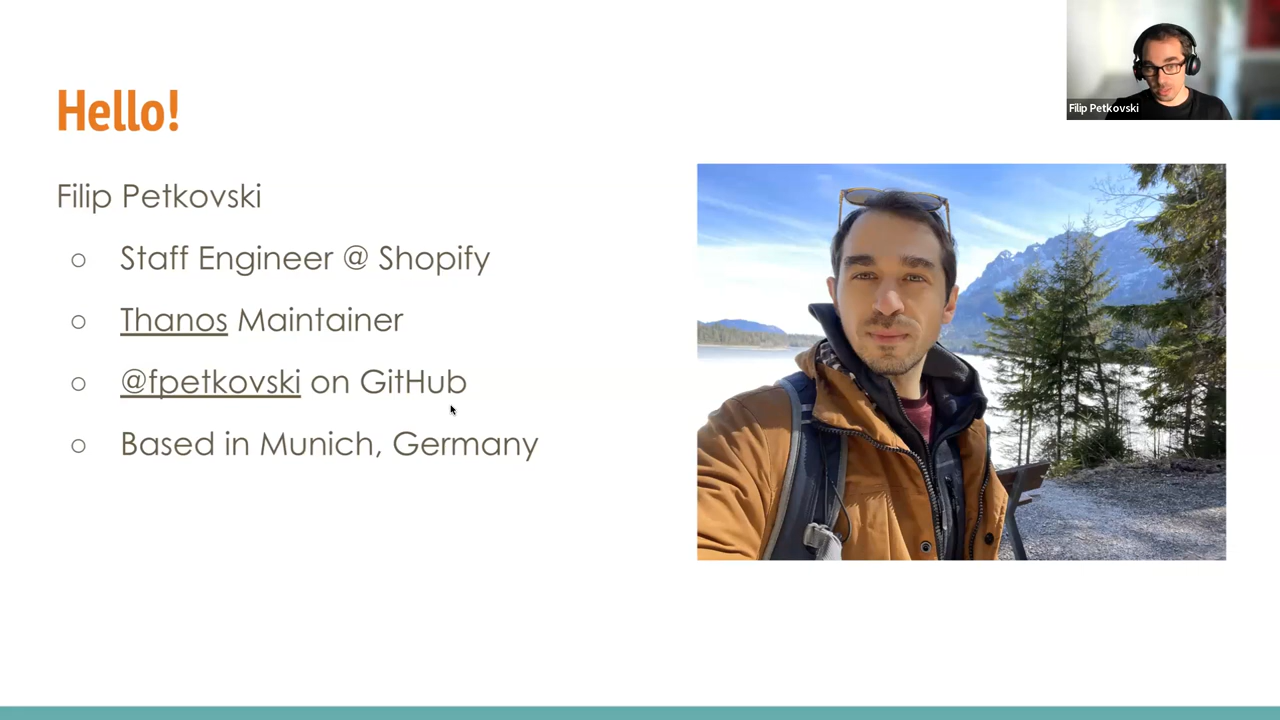 Hello!
Filip Petkovski
Staff Engineer @ Shopify
Thanos Maintainer
@fpetkovski on GitHub
Based in Munich, Germany
Filip Petkovski